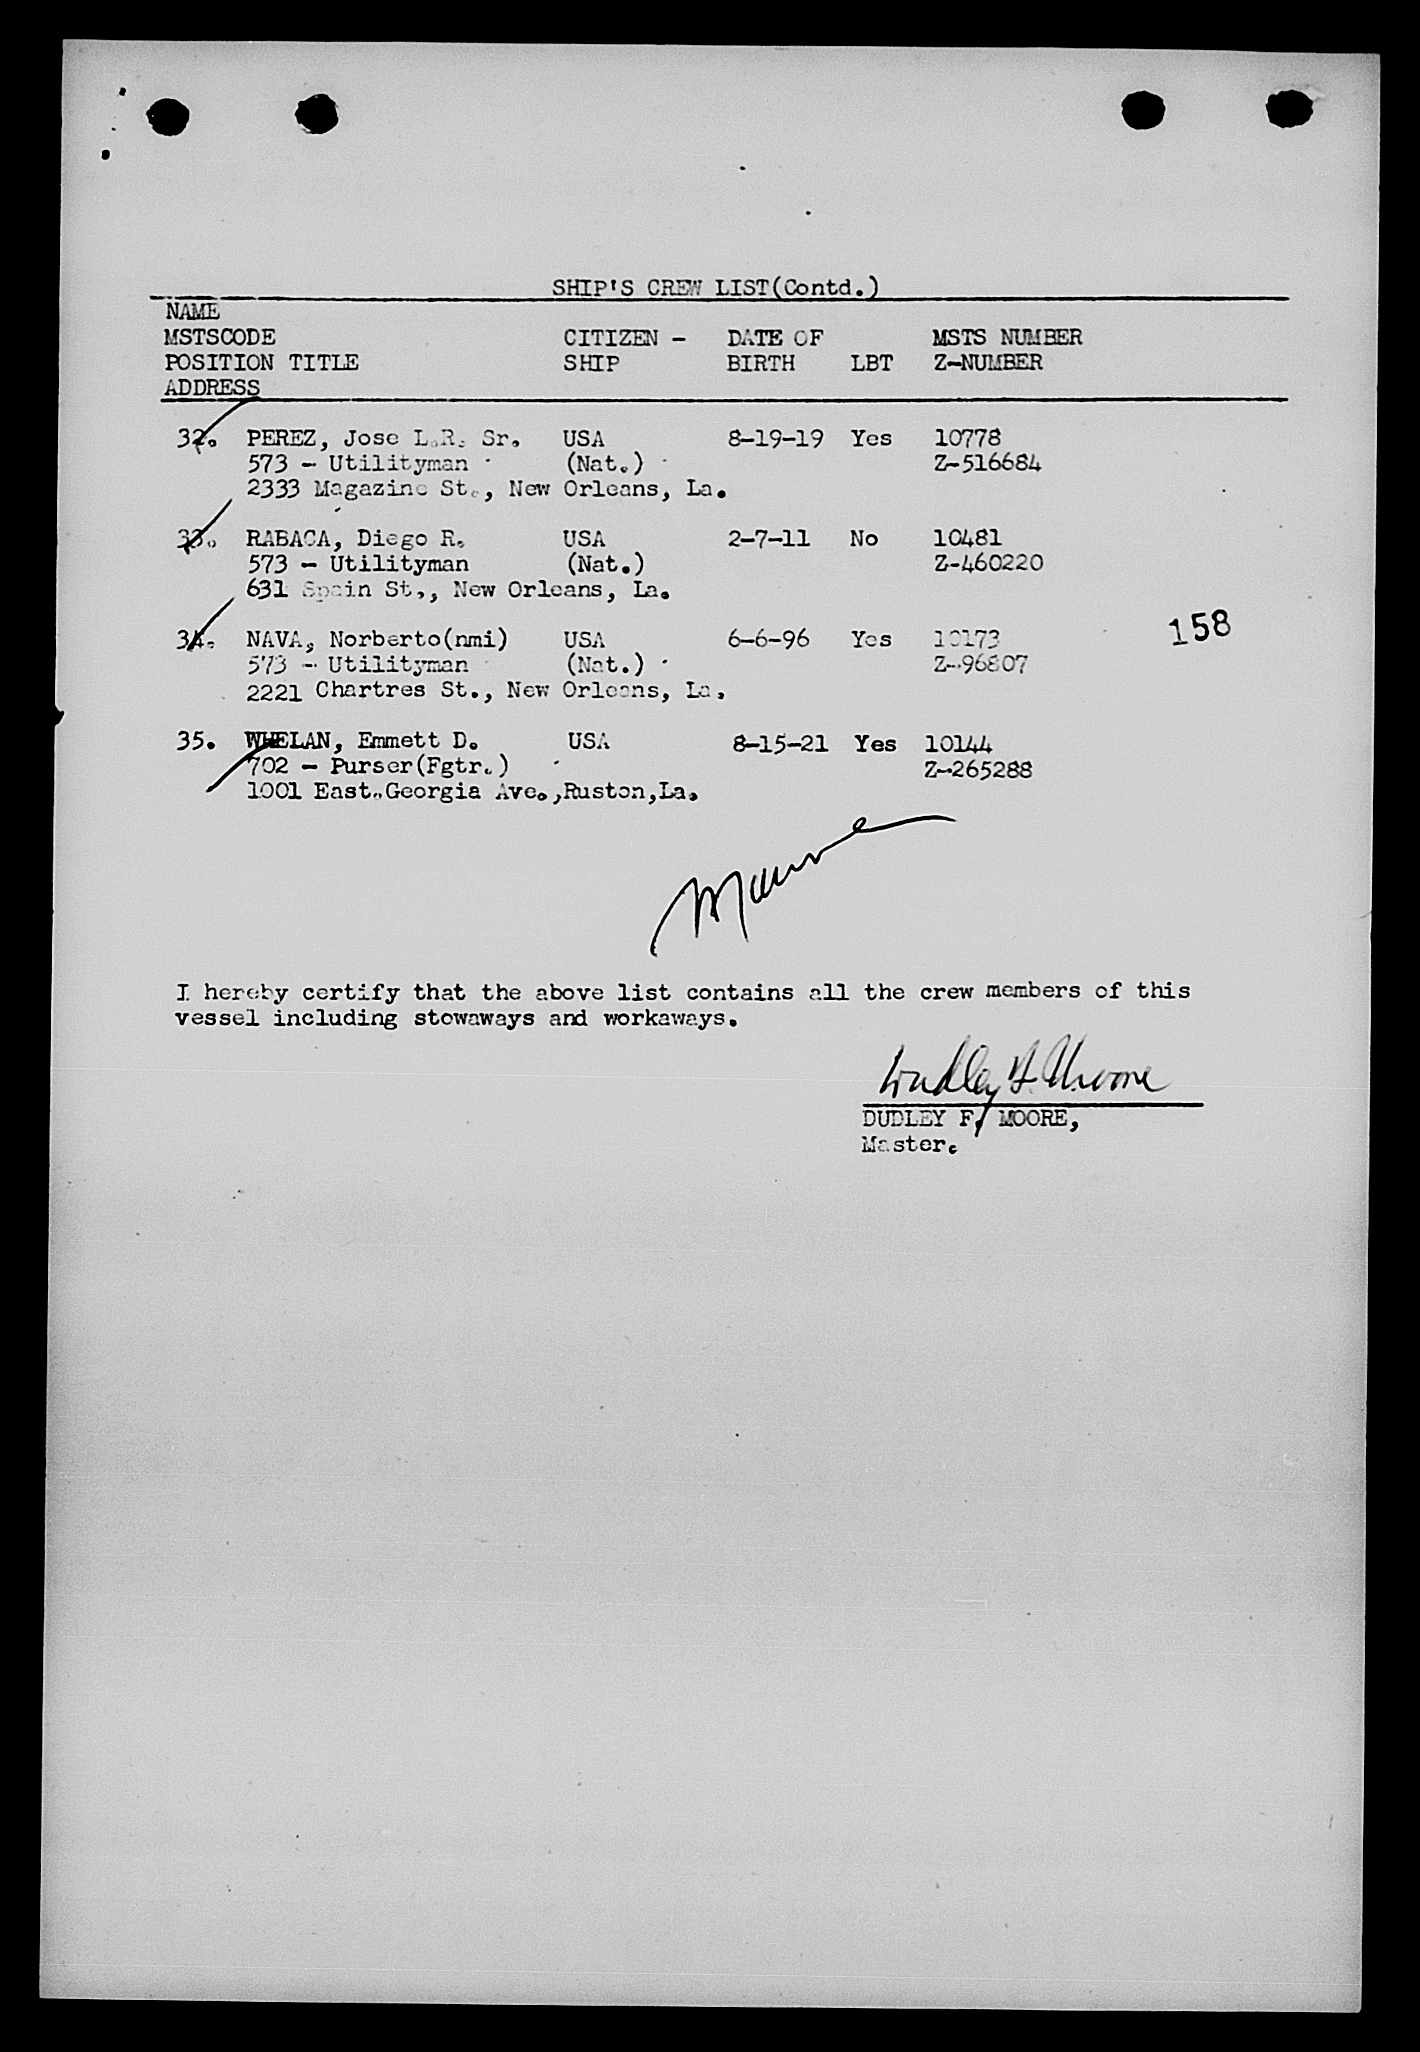 SHIP'S CREW LIST(Contd.)
NAME
MSTSCODE CITIZEN - DATE OF MSTS NUMBER
POSITION TITLE SHIP BIRTH LBT Z-NUMBER
ADDRESS
32. PEREZ, Jose L.R. Sr. USA 8-19-19 Yes 10778
573 - Utilityman (Nat.) Z-516684
2333 Magazine St., New Orleans, La.
33. RABACA, Diego R. USA 2-7-11 No 10481
573 - Utilityman (Nat.) Z-460220
631 Spain St., New Orleans, La.
34. NAVA, Norberto(nmi) USA 6-6-96 Yes 10173
573 - Utilityman (Nat.) Z-96807
2221 Chartres St., New Orleans, La.
158
35. WHELAN, Emmett D. USA 8-15-21 Yes 10144
702 - Purser(Fgtr.) Z-265288
1001 East.Georgia Ave.,Ruston,La.
I hereby certify that the above list contains all the crew members of this
vessel including stowaways and workaways.
Dudley F. Moore
DUDLEY F. MOORE,
Master.